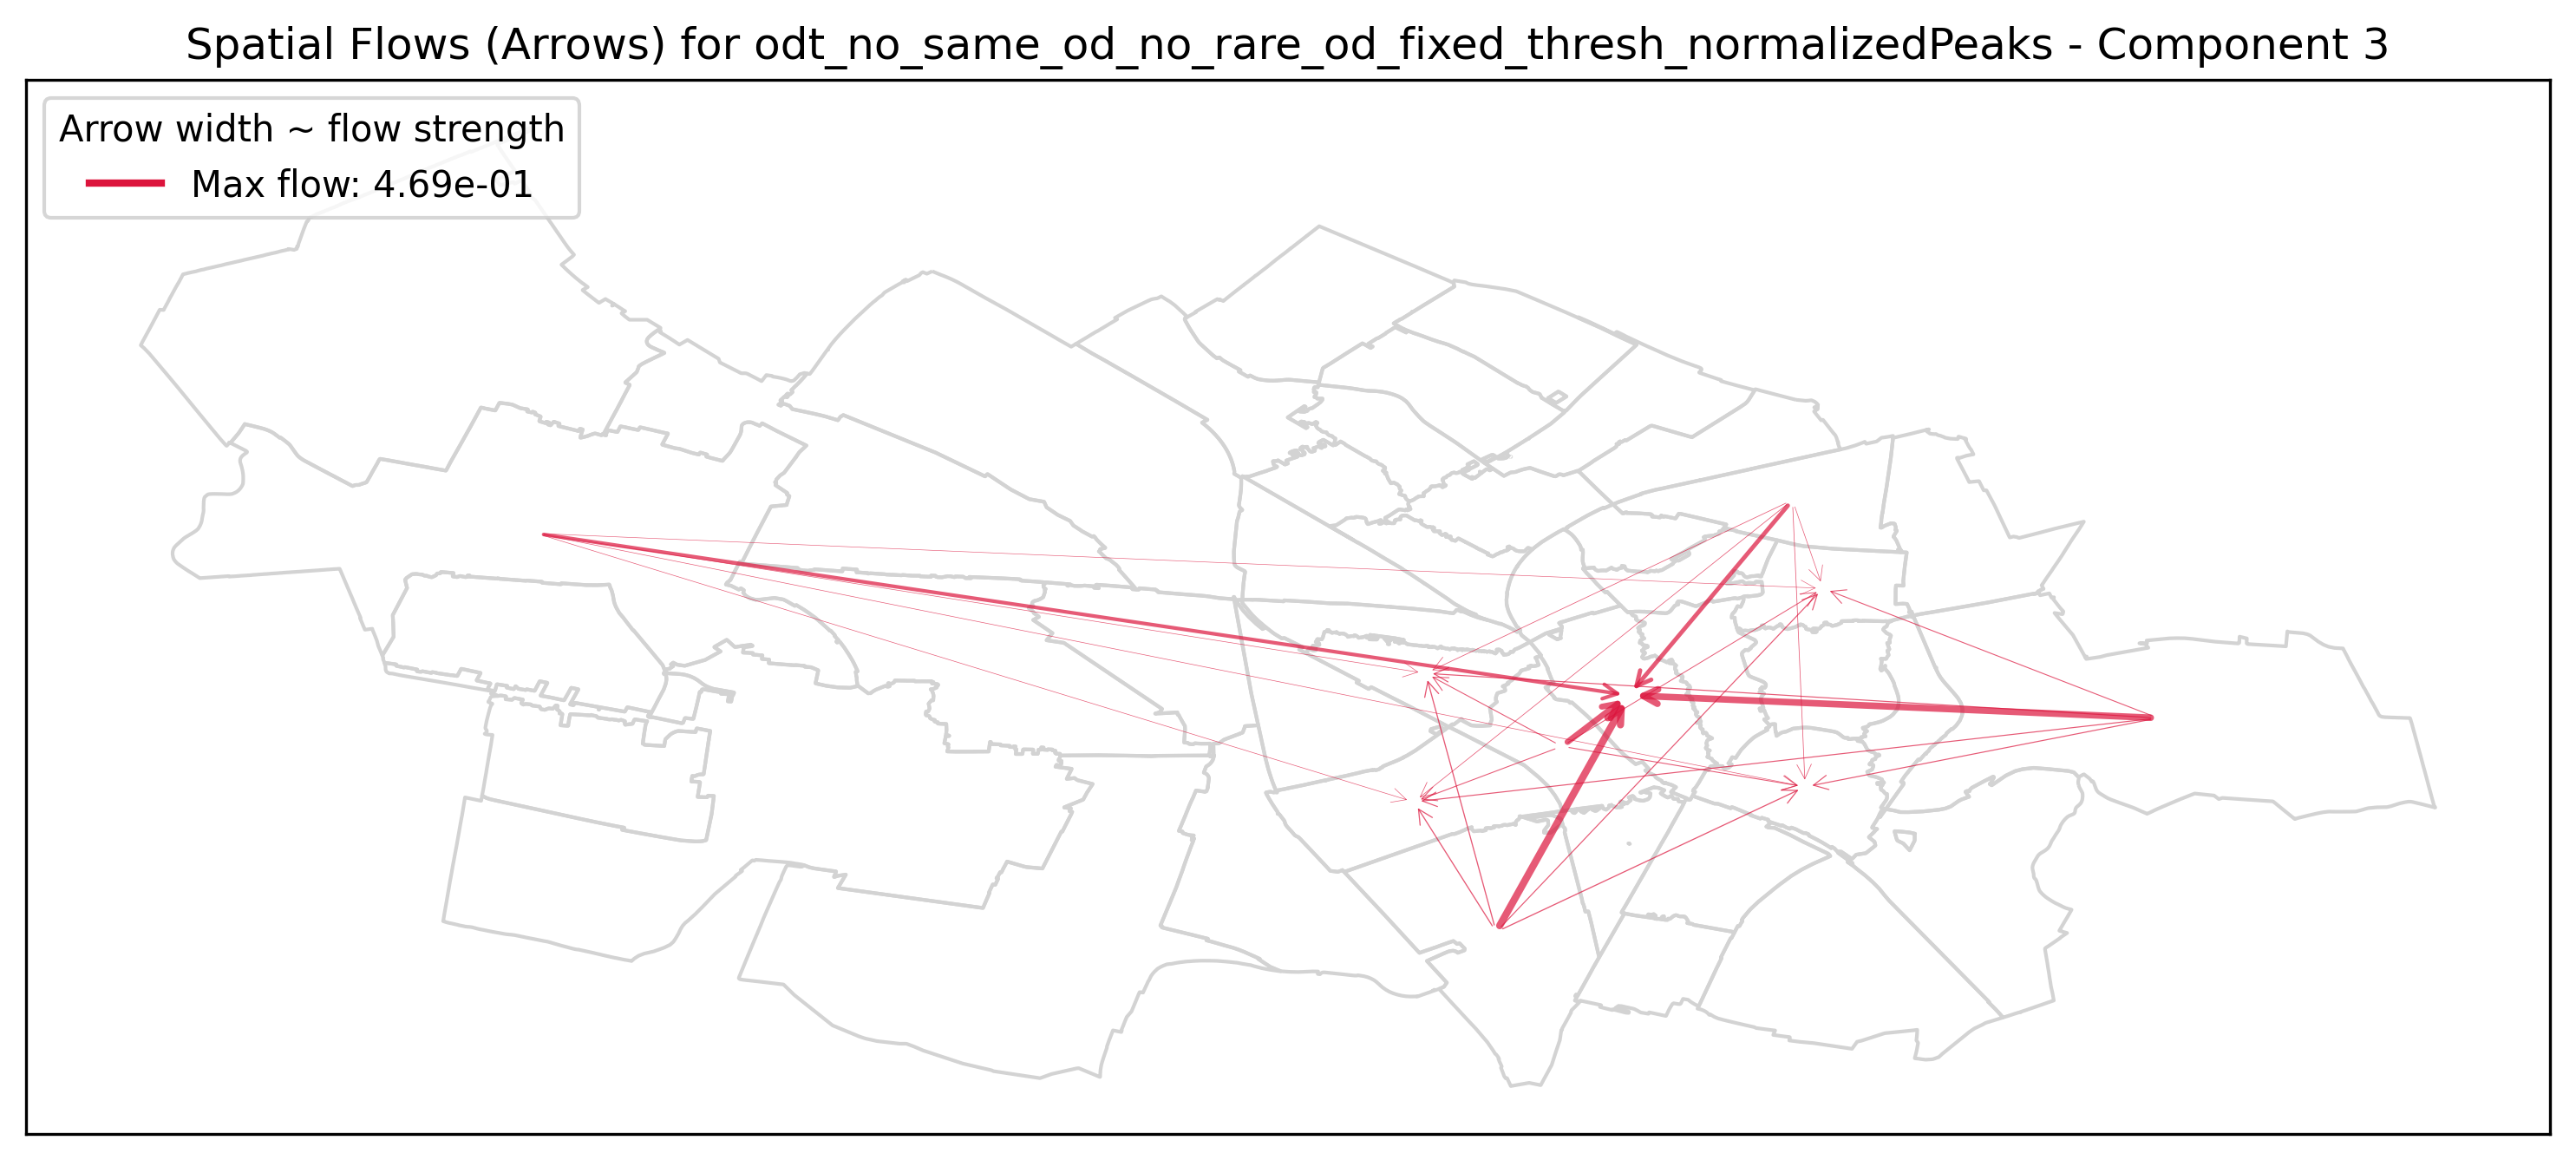 Spatial Flows (Arrows) for odt_no_same_od_no_rare_od_fixed_thresh_normalizedPeaks - Component 3
Arrow width ~ flow strength
Max flow: 4.69e-01